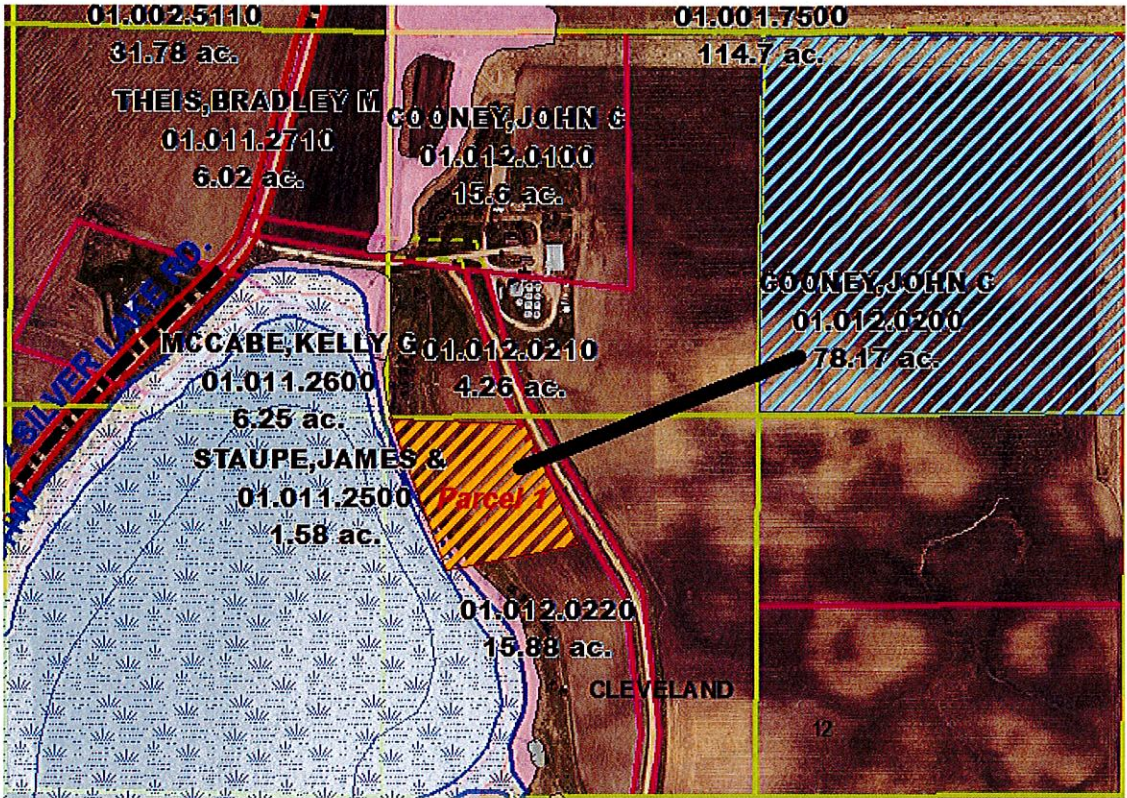 01.002.5110
31.78 ac.
01.001.7500
114.7 ac.
THEIS,BRADLEY M
01.011.2710
6.02 ac.
COONEY,JOHN C
01.012.0100
15.6 ac.
SILVER LAKE RD.
COONEY,JOHN C
01.012.0200
78.17 ac.
MCCABE,KELLY G
01.011.2600
6.25 ac.
01.012.0210
4.26 ac.
STAUPE,JAMES &
01.011.2500
1.58 ac.
Parcel 1
01.012.0220
15.88 ac.
CLEVELAND
12